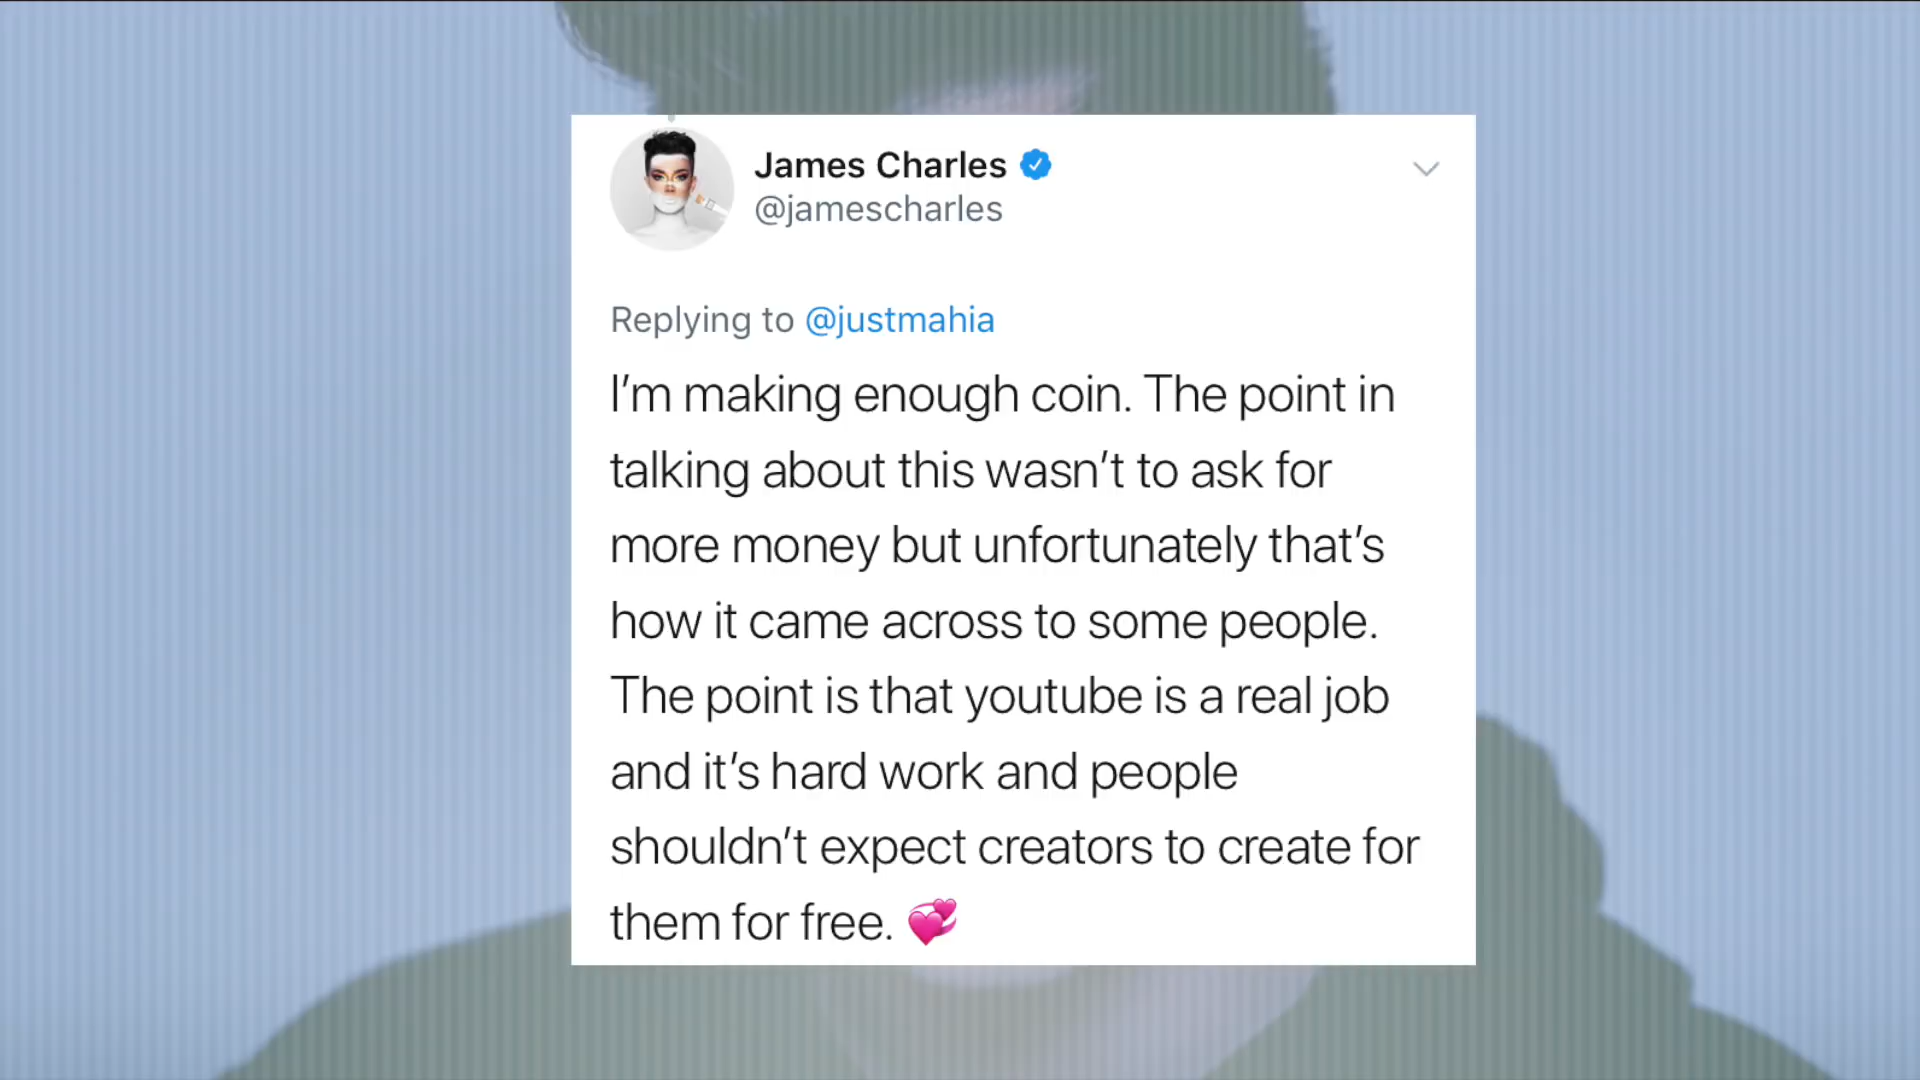 James Charles
@jamescharles
Replying to @justmahia
I’m making enough coin. The point in
talking about this wasn’t to ask for
more money but unfortunately that’s
how it came across to some people.
The point is that youtube is a real job
and it’s hard work and people
shouldn’t expect creators to create for
them for free. 💞